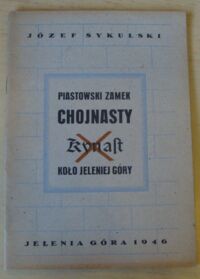 JÓZEF SYKULSKI
PIASTOWSKI ZAMEK
CHOJNASTY
Kynast
KOŁO JELENIEJ GÓRY
JELENIA GÓRA 1946